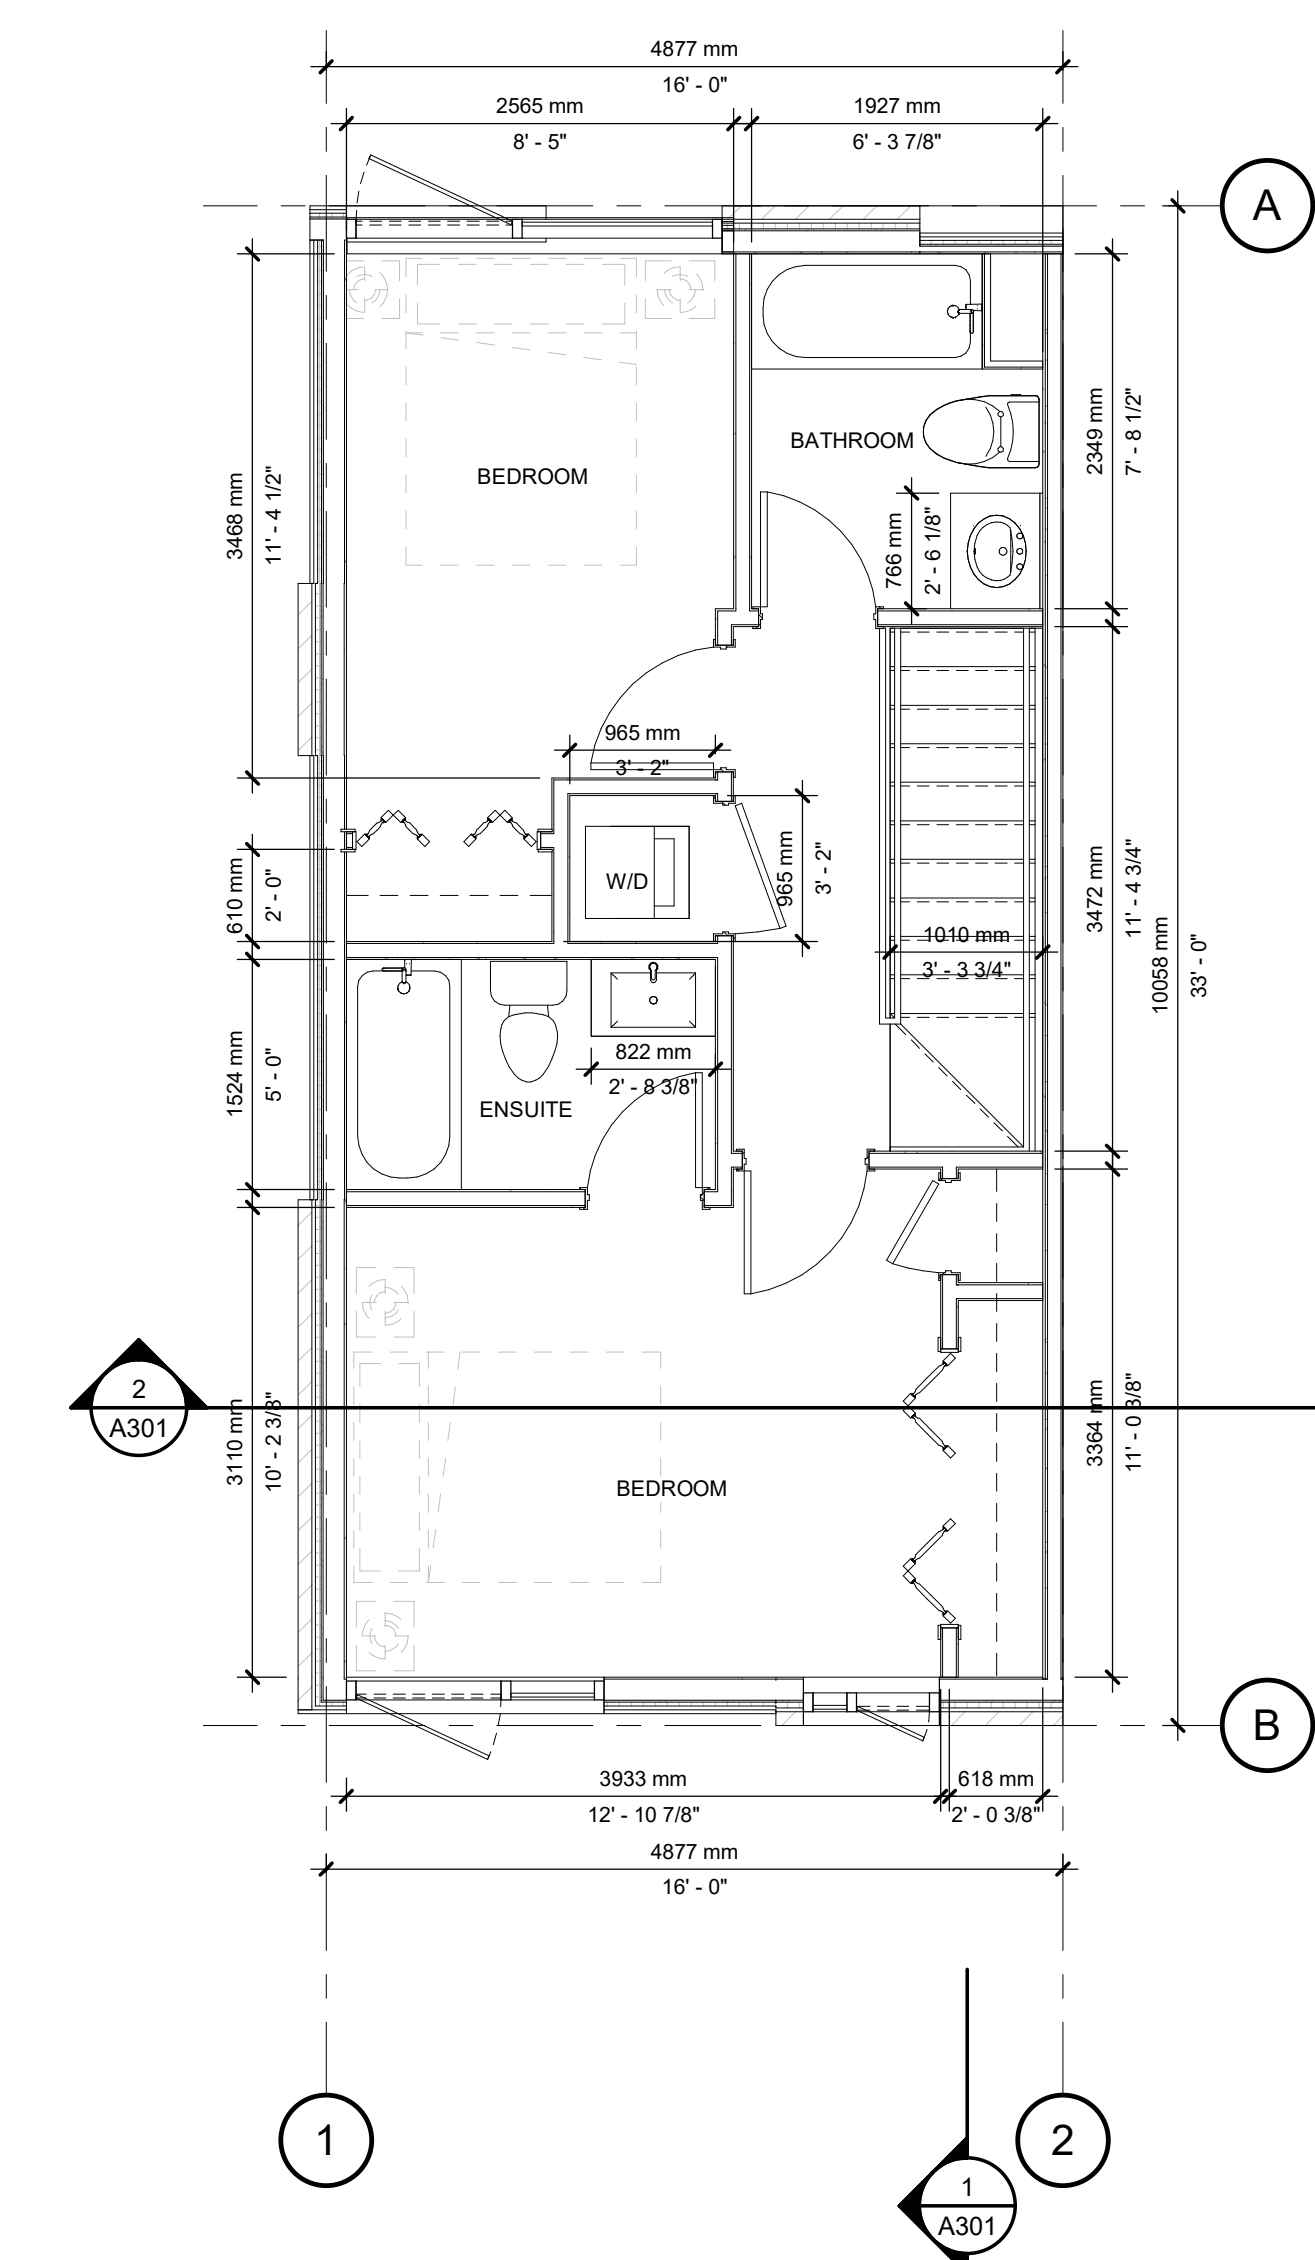 4877 mm
16' - 0"
2565 mm
8' - 5"
1927 mm
6' - 3 7/8"
A
BATHROOM
BEDROOM
2349 mm
7' - 8 1/2"
3468 mm
11' - 4 1/2"
766 mm
2' - 6 1/8"
965 mm
3' - 2"
W/D
965 mm
3' - 2"
610 mm
2' - 0"
3472 mm
11' - 4 3/4"
1010 mm
3' - 3 3/4"
10058 mm
33' - 0"
1524 mm
5' - 0"
822 mm
2' - 8 3/8"
ENSUITE
2
A301
3110 mm
10' - 2 3/8"
3364 mm
11' - 0 3/8"
BEDROOM
B
3933 mm
12' - 10 7/8"
618 mm
2' - 0 3/8"
4877 mm
16' - 0"
1
2
1
A301